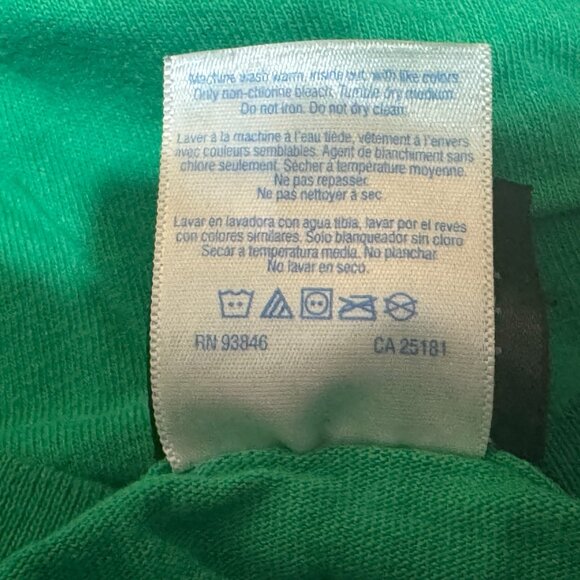 Machine wash warm, inside out, with like colors.
Only non-chlorine bleach. Tumble dry medium.
Do not iron. Do not dry clean.
Laver à la machine à l'eau tiède, vêtement à l'envers
avec couleurs semblables. Agent de blanchiment sans
chlore seulement. Sécher à température moyenne.
Ne pas repasser.
Ne pas nettoyer à sec.
Lavar en lavadora con agua tibia, lavar por el revés
con colores similares. Solo blanqueador sin cloro
Secar a temperatura media. No planchar.
No lavar en seco.
RN 93846 CA 25181